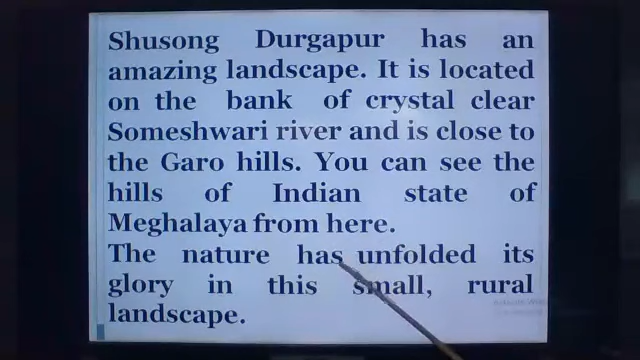 Shusong Durgapur has an
amazing landscape. It is located
on the bank of crystal clear
Someshwari river and is close to
the Garo hills. You can see the
hills of Indian state of
Meghalaya from here.
The nature has unfolded its
glory in this small, rural
landscape.